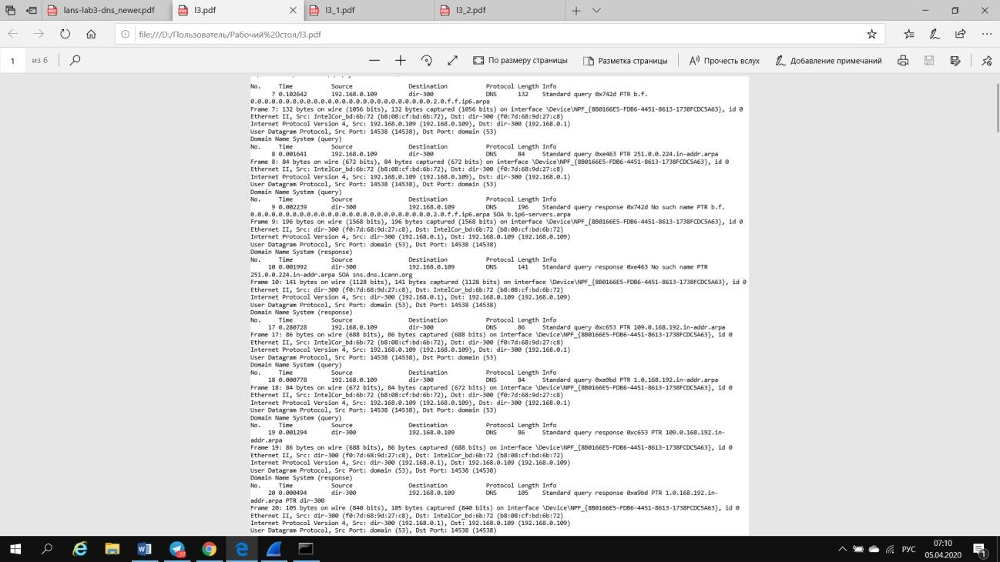 lans-lab3-dns_newer.pdf
l3.pdf
l3_1.pdf
l3_2.pdf
file:///D:/Пользователь/Рабочий%20стол/l3.pdf
1 из 6
По размеру страницы
Разметка страницы
Прочесть вслух
Добавление примечаний
No. Time Source Destination Protocol Length Info
7 0.102642 192.168.0.109 dir-300 DNS 132 Standard query 0x742d PTR b.f.
0.0.0.0.0.0.0.0.0.0.0.0.0.0.0.0.0.0.0.0.0.0.0.0.0.0.0.2.0.f.f.ip6.arpa
Frame 7: 132 bytes on wire (1056 bits), 132 bytes captured (1056 bits) on interface \Device\NPF_{8B0166E5-FDB6-4451-8613-1738FCDC5A63}, id 0
Ethernet II, Src: IntelCor_bd:6b:72 (b8:08:cf:bd:6b:72), Dst: dir-300 (f0:7d:68:9d:27:c8)
Internet Protocol Version 4, Src: 192.168.0.109 (192.168.0.109), Dst: dir-300 (192.168.0.1)
User Datagram Protocol, Src Port: 14538 (14538), Dst Port: domain (53)
Domain Name System (query)
No. Time Source Destination Protocol Length Info
8 0.001641 192.168.0.109 dir-300 DNS 84 Standard query 0xe463 PTR 251.0.0.224.in-addr.arpa
Frame 8: 84 bytes on wire (672 bits), 84 bytes captured (672 bits) on interface \Device\NPF_{8B0166E5-FDB6-4451-8613-1738FCDC5A63}, id 0
Ethernet II, Src: IntelCor_bd:6b:72 (b8:08:cf:bd:6b:72), Dst: dir-300 (f0:7d:68:9d:27:c8)
Internet Protocol Version 4, Src: 192.168.0.109 (192.168.0.109), Dst: dir-300 (192.168.0.1)
User Datagram Protocol, Src Port: 14538 (14538), Dst Port: domain (53)
Domain Name System (query)
No. Time Source Destination Protocol Length Info
9 0.002239 dir-300 192.168.0.109 DNS 196 Standard query response 0x742d No such name PTR b.f.
0.0.0.0.0.0.0.0.0.0.0.0.0.0.0.0.0.0.0.0.0.0.0.0.0.0.0.2.0.f.f.ip6.arpa SOA b.ip6-servers.arpa
Frame 9: 196 bytes on wire (1568 bits), 196 bytes captured (1568 bits) on interface \Device\NPF_{8B0166E5-FDB6-4451-8613-1738FCDC5A63}, id 0
Ethernet II, Src: dir-300 (f0:7d:68:9d:27:c8), Dst: IntelCor_bd:6b:72 (b8:08:cf:bd:6b:72)
Internet Protocol Version 4, Src: dir-300 (192.168.0.1), Dst: 192.168.0.109 (192.168.0.109)
User Datagram Protocol, Src Port: domain (53), Dst Port: 14538 (14538)
Domain Name System (response)
No. Time Source Destination Protocol Length Info
10 0.001992 dir-300 192.168.0.109 DNS 141 Standard query response 0xe463 No such name PTR
251.0.0.224.in-addr.arpa SOA sns.dns.icann.org
Frame 10: 141 bytes on wire (1128 bits), 141 bytes captured (1128 bits) on interface \Device\NPF_{8B0166E5-FDB6-4451-8613-1738FCDC5A63}, id 0
Ethernet II, Src: dir-300 (f0:7d:68:9d:27:c8), Dst: IntelCor_bd:6b:72 (b8:08:cf:bd:6b:72)
Internet Protocol Version 4, Src: dir-300 (192.168.0.1), Dst: 192.168.0.109 (192.168.0.109)
User Datagram Protocol, Src Port: domain (53), Dst Port: 14538 (14538)
Domain Name System (response)
No. Time Source Destination Protocol Length Info
17 0.280728 192.168.0.109 dir-300 DNS 86 Standard query 0xc653 PTR 109.0.168.192.in-addr.arpa
Frame 17: 86 bytes on wire (688 bits), 86 bytes captured (688 bits) on interface \Device\NPF_{8B0166E5-FDB6-4451-8613-1738FCDC5A63}, id 0
Ethernet II, Src: IntelCor_bd:6b:72 (b8:08:cf:bd:6b:72), Dst: dir-300 (f0:7d:68:9d:27:c8)
Internet Protocol Version 4, Src: 192.168.0.109 (192.168.0.109), Dst: dir-300 (192.168.0.1)
User Datagram Protocol, Src Port: 14538 (14538), Dst Port: domain (53)
Domain Name System (query)
No. Time Source Destination Protocol Length Info
18 0.000778 192.168.0.109 dir-300 DNS 84 Standard query 0xa9bd PTR 1.0.168.192.in-addr.arpa
Frame 18: 84 bytes on wire (672 bits), 84 bytes captured (672 bits) on interface \Device\NPF_{8B0166E5-FDB6-4451-8613-1738FCDC5A63}, id 0
Ethernet II, Src: IntelCor_bd:6b:72 (b8:08:cf:bd:6b:72), Dst: dir-300 (f0:7d:68:9d:27:c8)
Internet Protocol Version 4, Src: 192.168.0.109 (192.168.0.109), Dst: dir-300 (192.168.0.1)
User Datagram Protocol, Src Port: 14538 (14538), Dst Port: domain (53)
Domain Name System (query)
No. Time Source Destination Protocol Length Info
19 0.001294 dir-300 192.168.0.109 DNS 86 Standard query response 0xc653 PTR 109.0.168.192.in-
addr.arpa
Frame 19: 86 bytes on wire (688 bits), 86 bytes captured (688 bits) on interface \Device\NPF_{8B0166E5-FDB6-4451-8613-1738FCDC5A63}, id 0
Ethernet II, Src: dir-300 (f0:7d:68:9d:27:c8), Dst: IntelCor_bd:6b:72 (b8:08:cf:bd:6b:72)
Internet Protocol Version 4, Src: dir-300 (192.168.0.1), Dst: 192.168.0.109 (192.168.0.109)
User Datagram Protocol, Src Port: domain (53), Dst Port: 14538 (14538)
Domain Name System (response)
No. Time Source Destination Protocol Length Info
20 0.000494 dir-300 192.168.0.109 DNS 105 Standard query response 0xa9bd PTR 1.0.168.192.in-
addr.arpa PTR dir-300
Frame 20: 105 bytes on wire (840 bits), 105 bytes captured (840 bits) on interface \Device\NPF_{8B0166E5-FDB6-4451-8613-1738FCDC5A63}, id 0
Ethernet II, Src: dir-300 (f0:7d:68:9d:27:c8), Dst: IntelCor_bd:6b:72 (b8:08:cf:bd:6b:72)
Internet Protocol Version 4, Src: dir-300 (192.168.0.1), Dst: 192.168.0.109 (192.168.0.109)
User Datagram Protocol, Src Port: domain (53), Dst Port: 14538 (14538)
97
РУС
07:10
05.04.2020
1